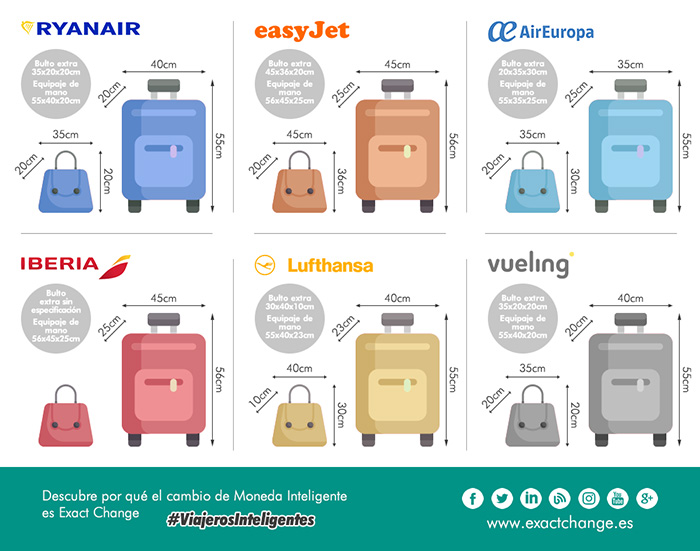 RYANAIR
Bulto extra
35x20x20cm
Equipaje de
mano
55x40x20cm
40cm
20cm
55cm
35cm
20cm
20cm
easyJet
Bulto extra
45x36x20cm
Equipaje de
mano
56x45x25cm
45cm
25cm
56cm
45cm
20cm
36cm
AirEuropa
Bulto extra
20x35x30cm
Equipaje de
mano
55x35x25cm
35cm
25cm
55cm
35cm
20cm
30cm
IBERIA
Bulto
extra sin
especificación
Equipaje de
mano
56x45x25cm
45cm
25cm
56cm
Lufthansa
Bulto extra
30x40x10cm
Equipaje de
mano
55x40x23cm
40cm
23cm
55cm
40cm
10cm
30cm
vueling
Bulto extra
35x20x20cm
Equipaje de
mano
55x40x20cm
40cm
20cm
55cm
35cm
20cm
20cm
Descubre por qué el cambio de Moneda Inteligente
es Exact Change
#ViajerosInteligentes
www.exactchange.es